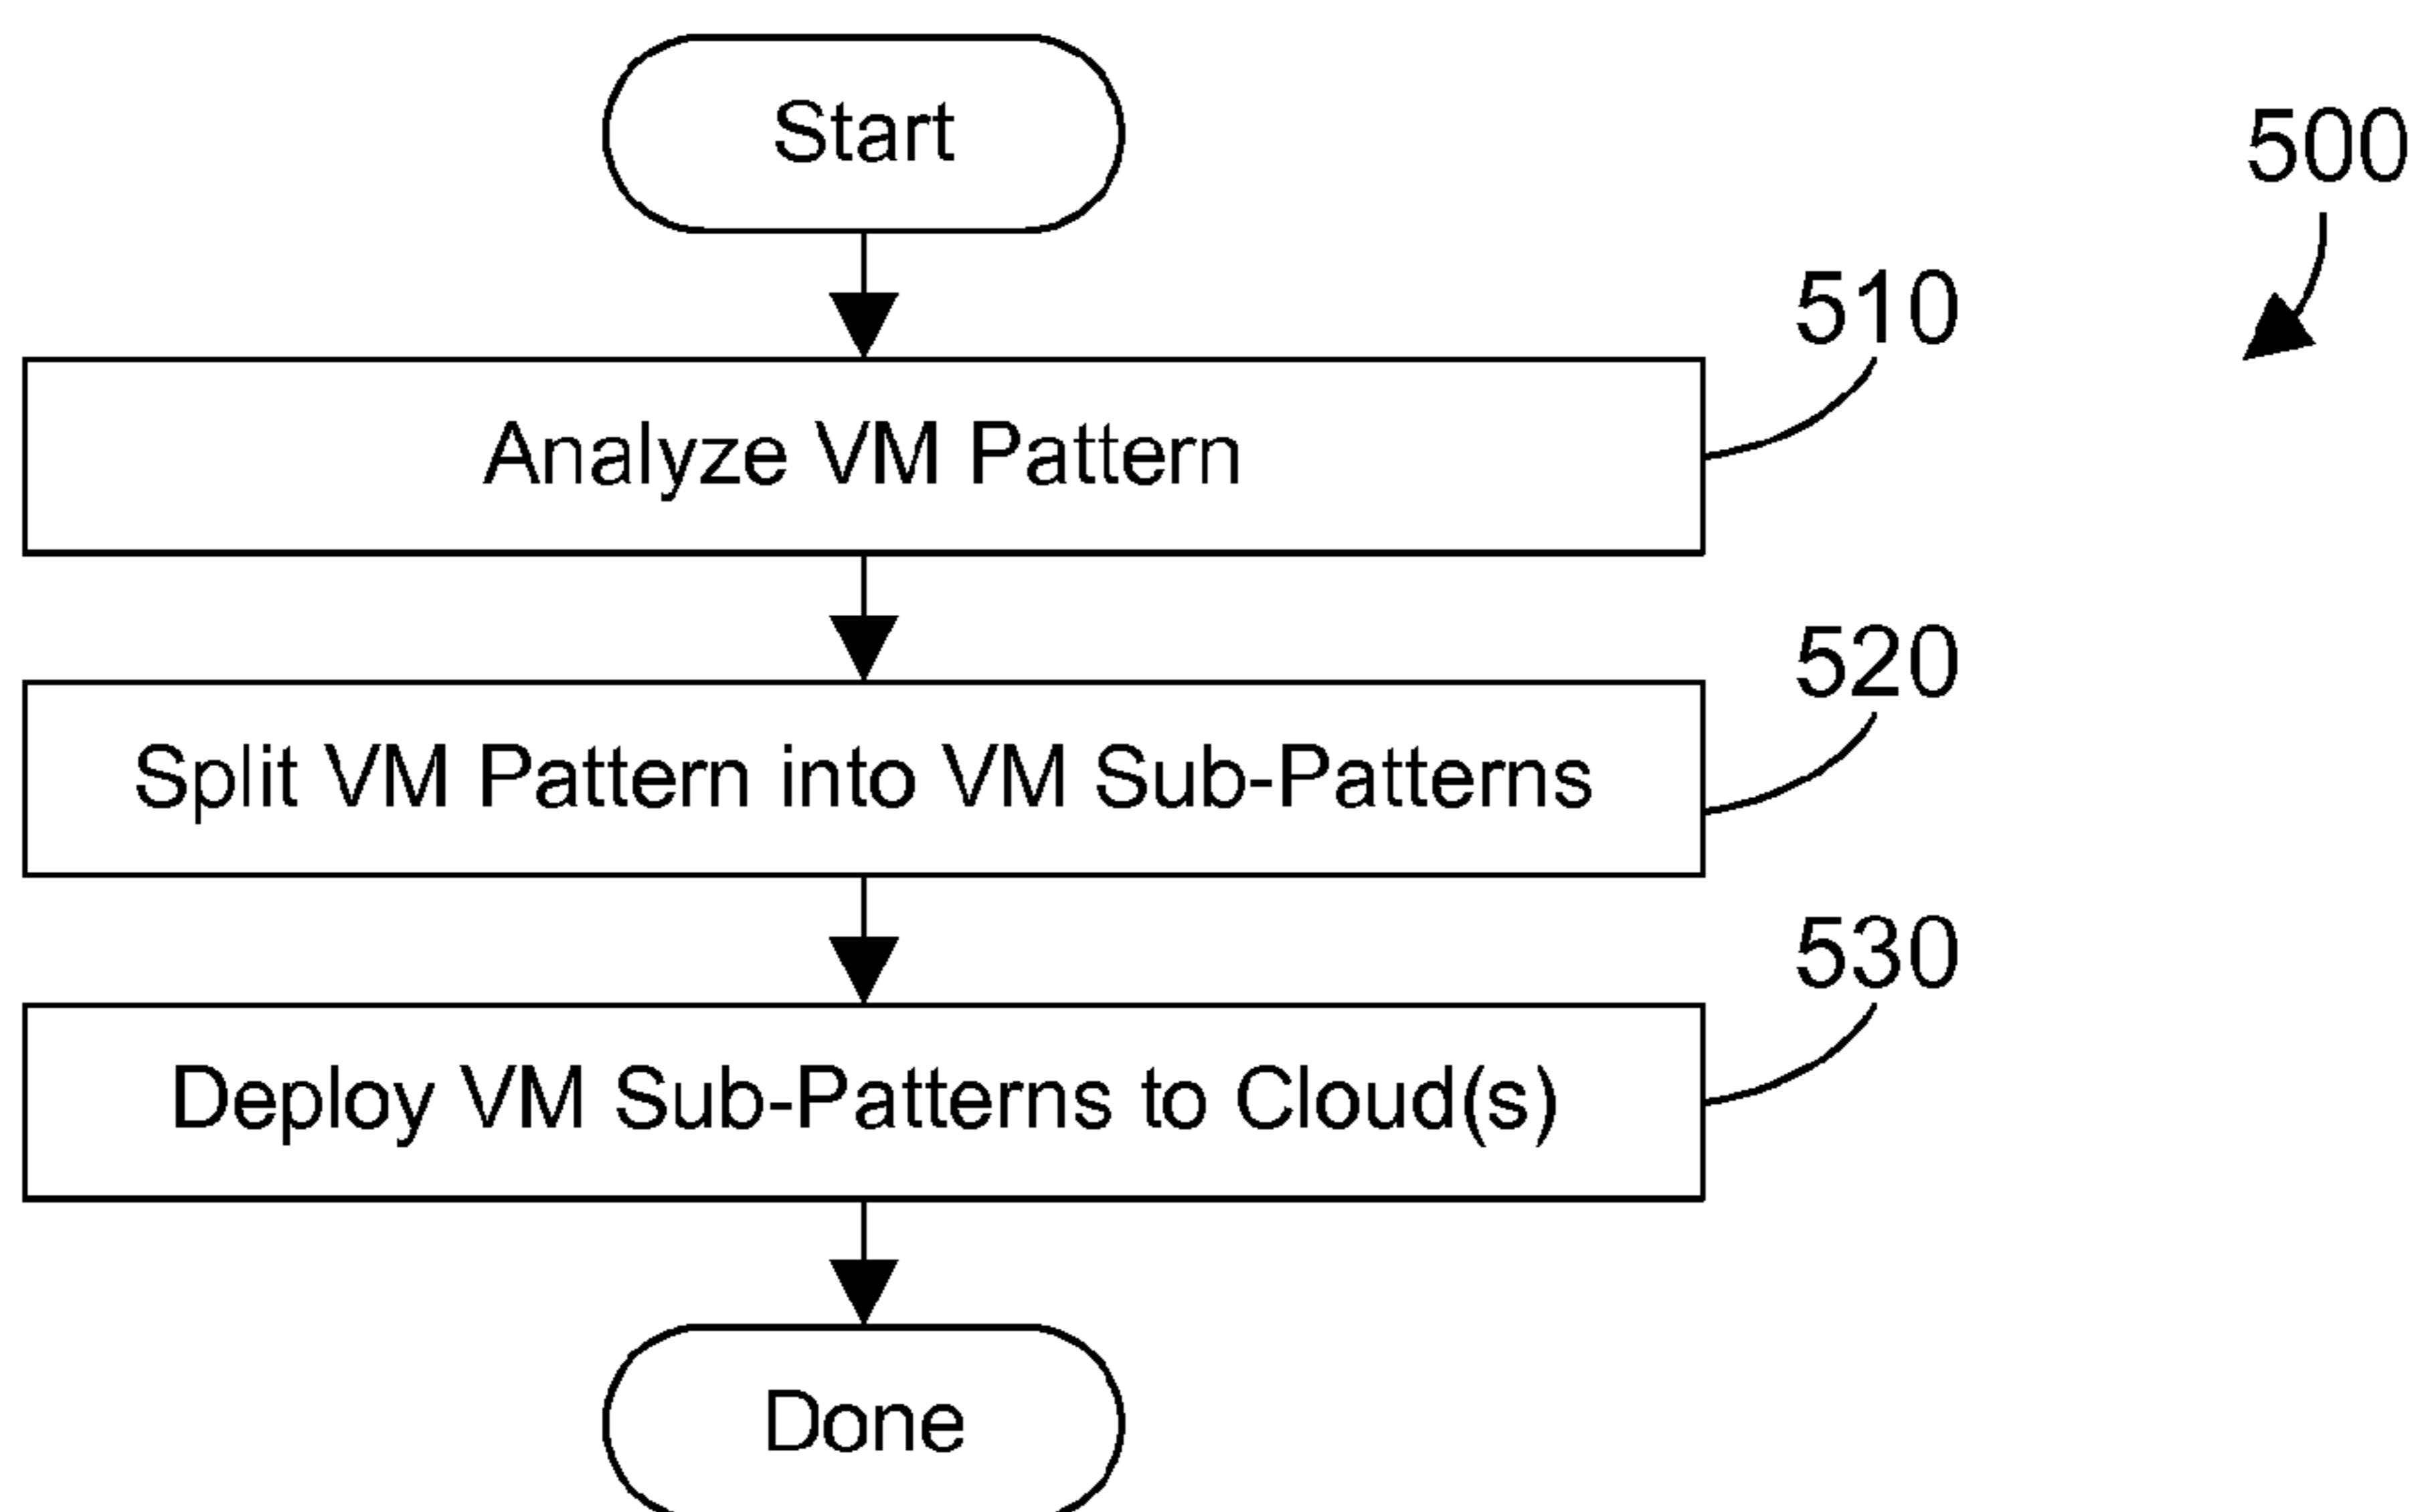 Start
500
510
Analyze VM Pattern
520
Split VM Pattern into VM Sub-Patterns
530
Deploy VM Sub-Patterns to Cloud(s)
Done